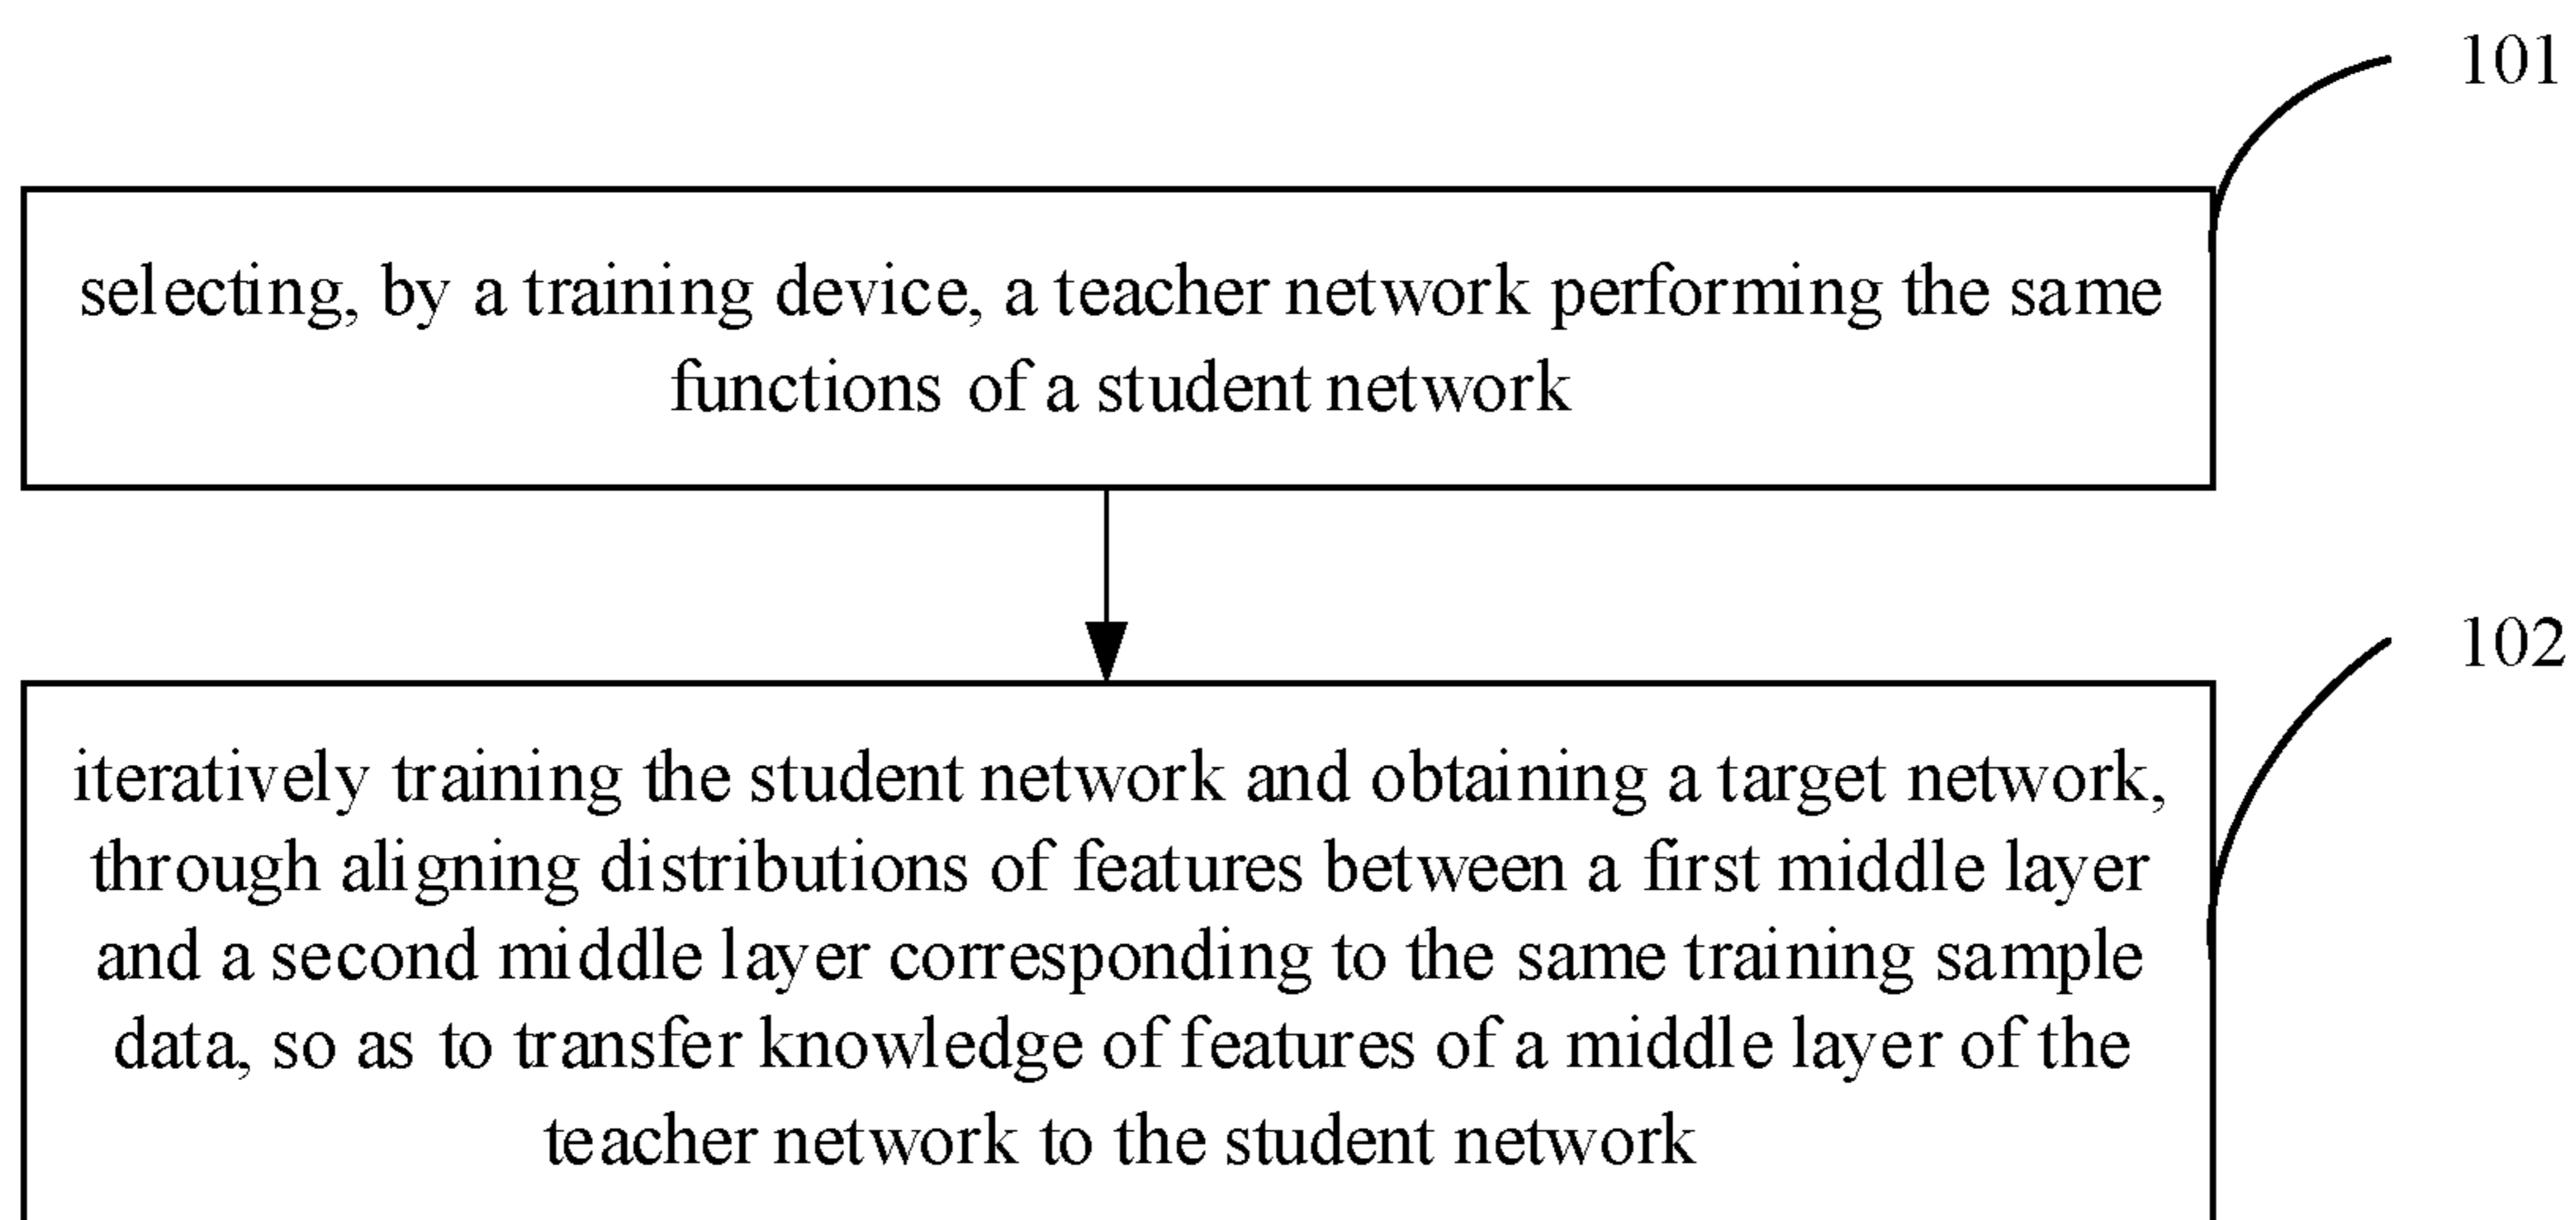 101
selecting, by a training device, a teacher network performing the same
functions of a student network
102
iteratively training the student network and obtaining a target network,
through aligning distributions of features between a first middle layer
and a second middle layer corresponding to the same training sample
data, so as to transfer knowledge of features of a middle layer of the
teacher network to the student network